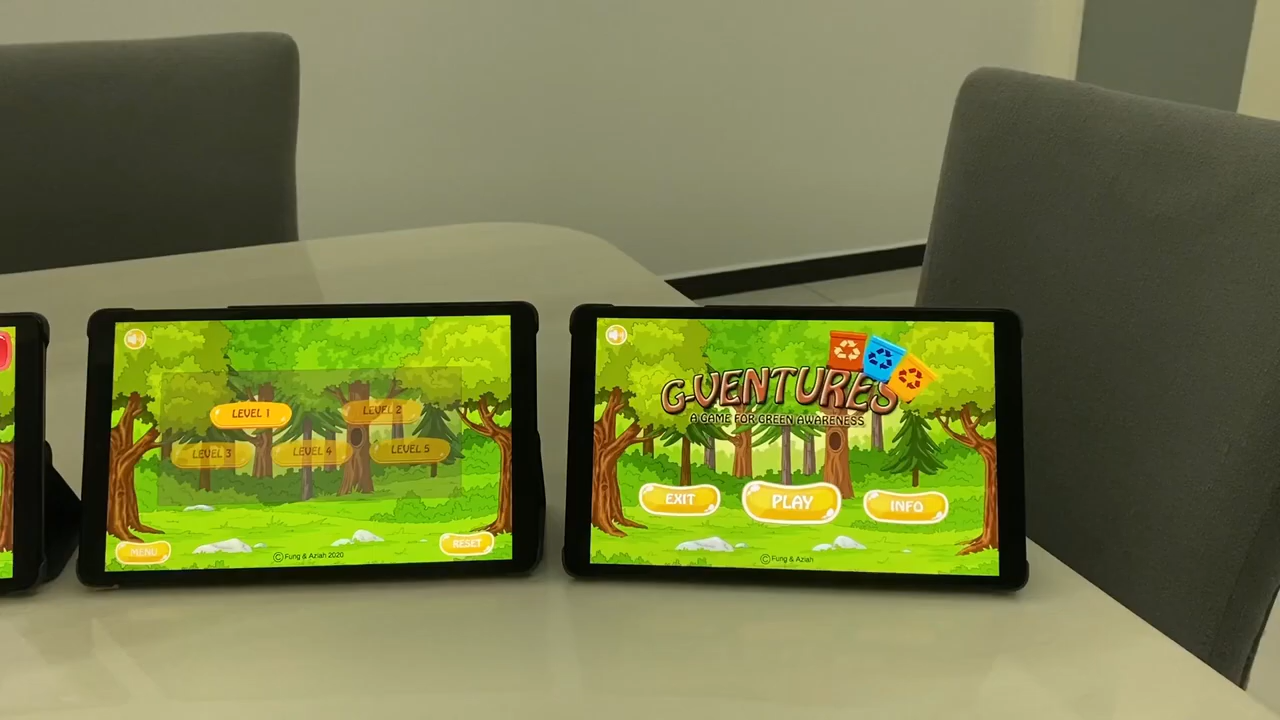 LEVEL 1
LEVEL 2
LEVEL 3
LEVEL 4
LEVEL 5
MENU
RESET
© Fung & Aziah 2020
G-VENTURES
A GAME FOR GREEN AWARENESS
EXIT
PLAY
INFO
© Fung & Aziah